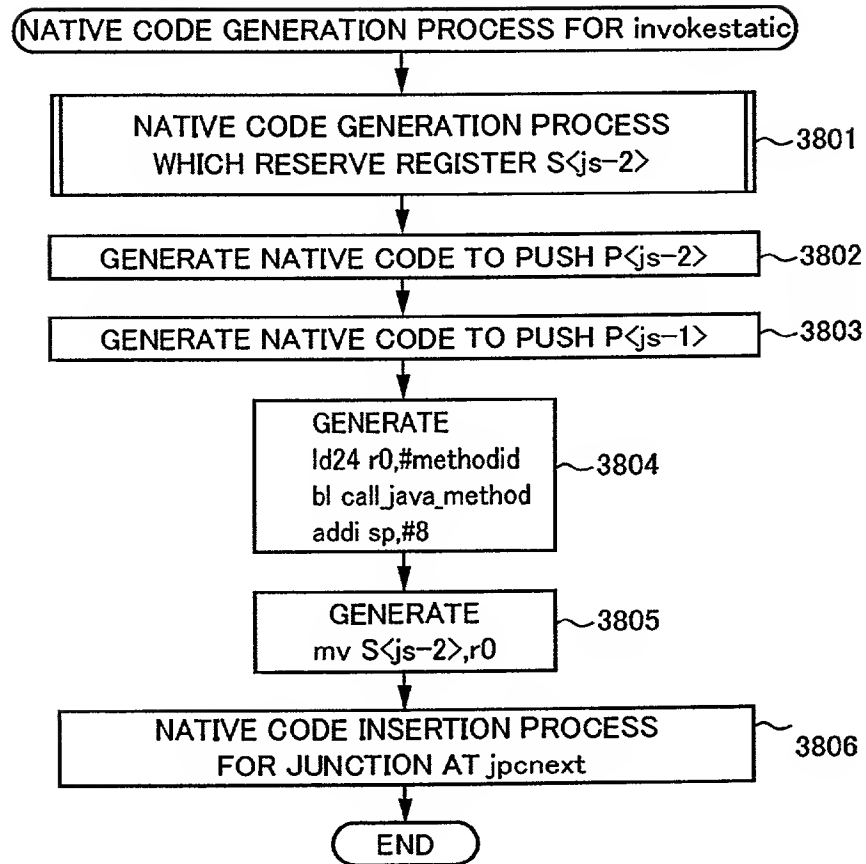 NATIVE CODE GENERATION PROCESS FOR invokestatic
NATIVE CODE GENERATION PROCESS
WHICH RESERVE REGISTER S<js-2>
3801
GENERATE NATIVE CODE TO PUSH P<js-2>
3802
GENERATE NATIVE CODE TO PUSH P<js-1>
3803
GENERATE
ld24 r0,#methodid
bl call_java_method
addi sp,#8
3804
GENERATE
mv S<js-2>,r0
3805
NATIVE CODE INSERTION PROCESS
FOR JUNCTION AT jpcnext
3806
END